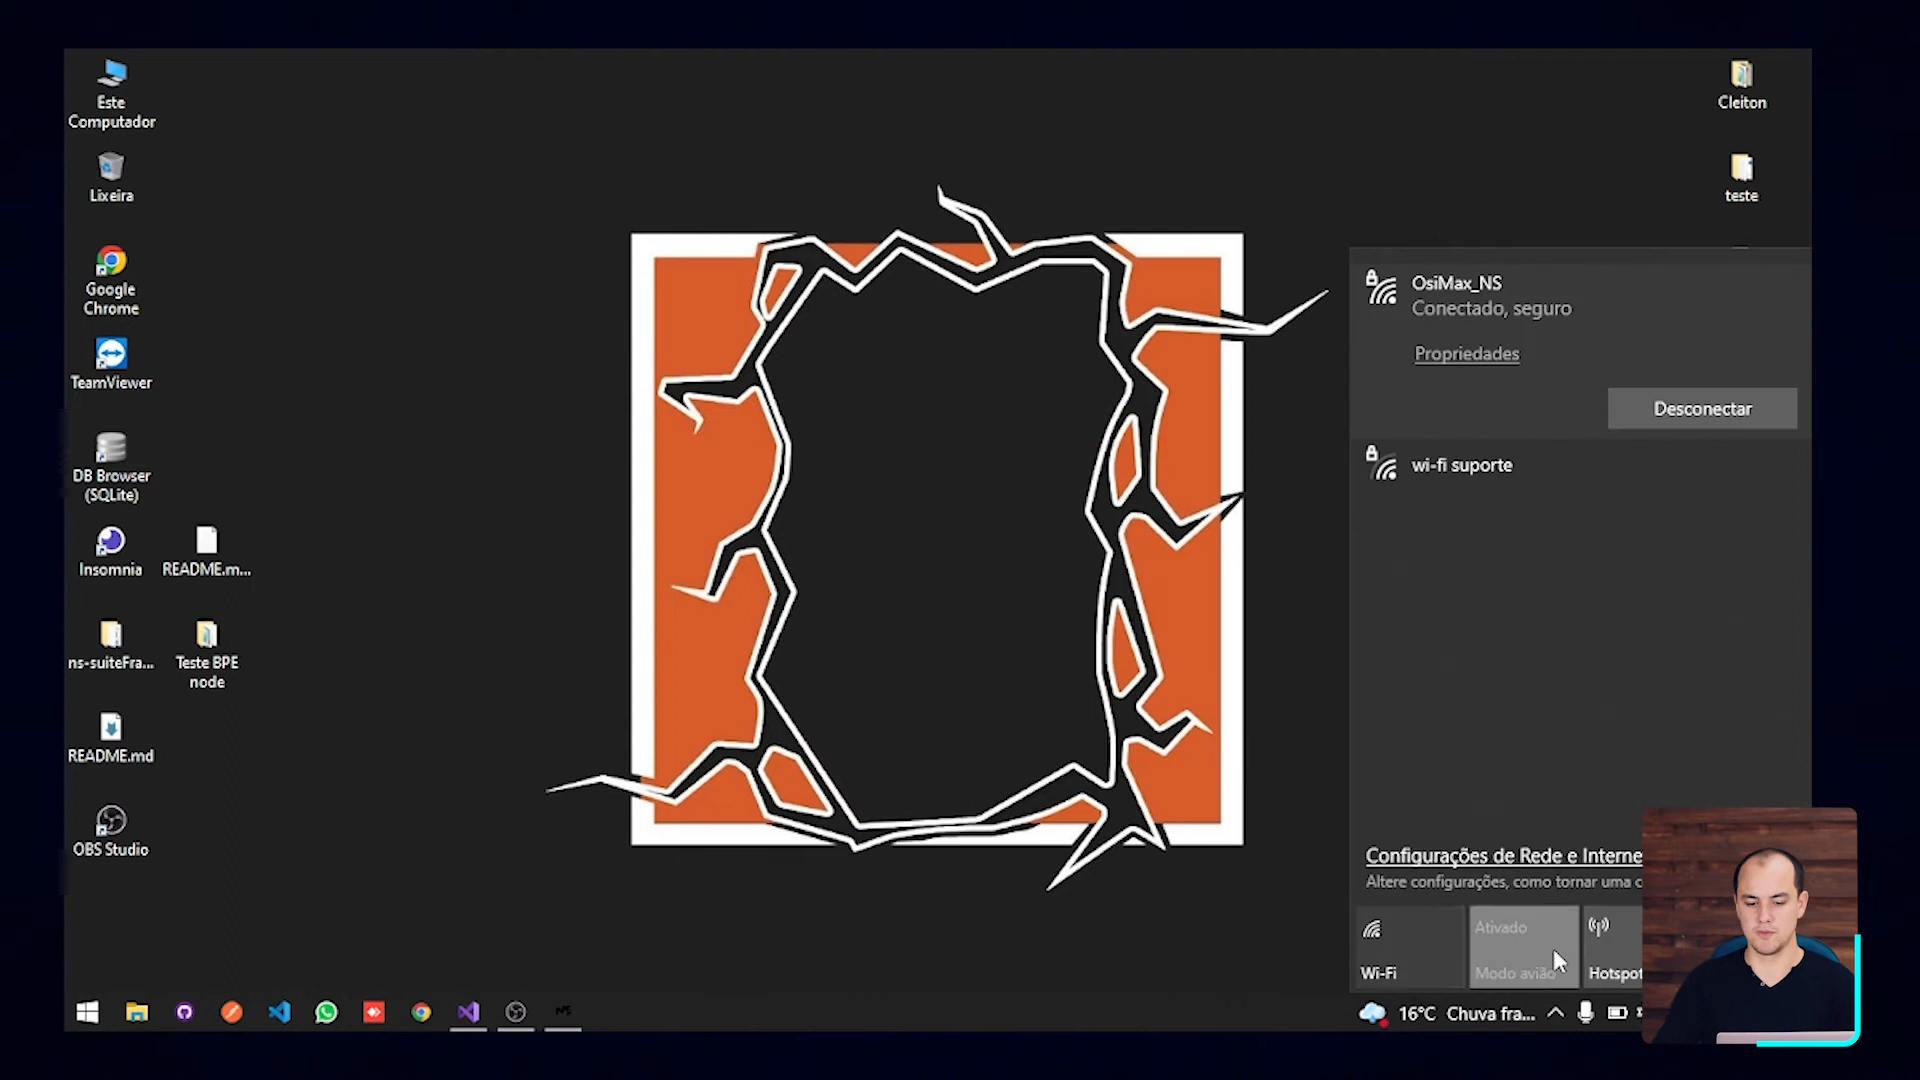 Este
Computador
Lixeira
Google
Chrome
TeamViewer
DB Browser
(SQLite)
Insomnia
README.m...
ns-suiteFra...
Teste BPE
node
README.md
OBS Studio
Cleiton
teste
OsiMax_NS
Conectado, seguro
Propriedades
Desconectar
wi-fi suporte
Configurações de Rede e Interne
Altere configurações, como tornar uma c
Wi-Fi
Ativado
Modo avião
Hotspot
16°C Chuva fra...